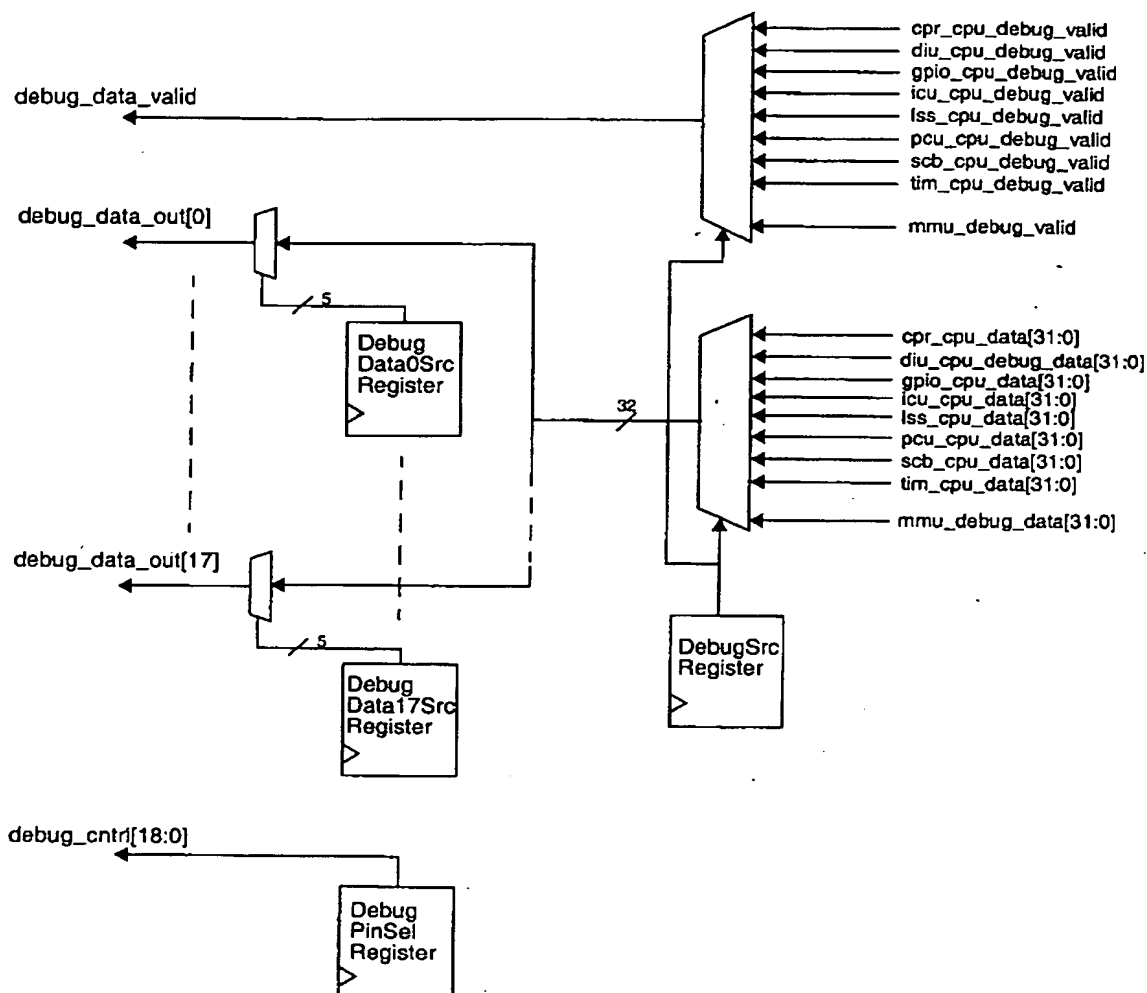 cpr_cpu_debug_valid
diu_cpu_debug_valid
gpio_cpu_debug_valid
icu_cpu_debug_valid
lss_cpu_debug_valid
pcu_cpu_debug_valid
scb_cpu_debug_valid
tim_cpu_debug_valid
mmu_debug_valid
debug_data_valid
debug_data_out[0]
5
Debug
Data0Src
Register
cpr_cpu_data[31:0]
diu_cpu_debug_data[31:0]
gpio_cpu_data[31:0]
icu_cpu_data[31:0]
lss_cpu_data[31:0]
pcu_cpu_data[31:0]
scb_cpu_data[31:0]
tim_cpu_data[31:0]
mmu_debug_data[31:0]
32
debug_data_out[17]
5
Debug
Data17Src
Register
DebugSrc
Register
debug_cntrl[18:0]
Debug
PinSel
Register